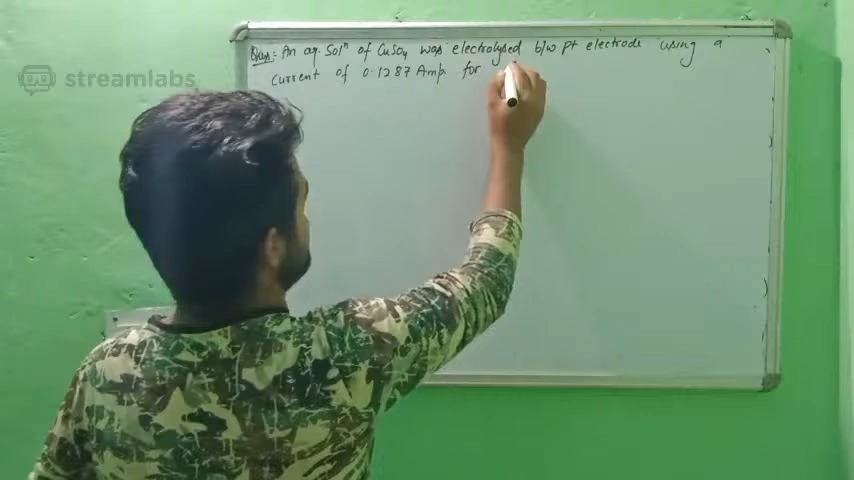 streamlabs
Ques:- An aq. Solⁿ of CuSO₄ was electrolysed b/w pt electrode using a
current of 0.1287 Amp. for